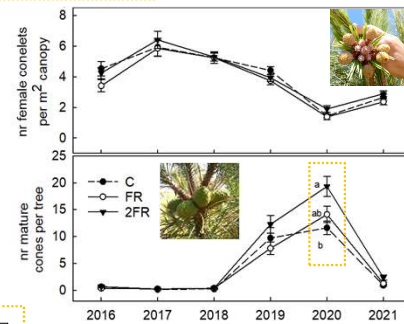 nr female conelets
per m² canopy
8
6
4
2
0
nr mature
cones per tree
25
20
15
10
5
0
C
FR
2FR
a
ab
b
2016 2017 2018 2019 2020 2021